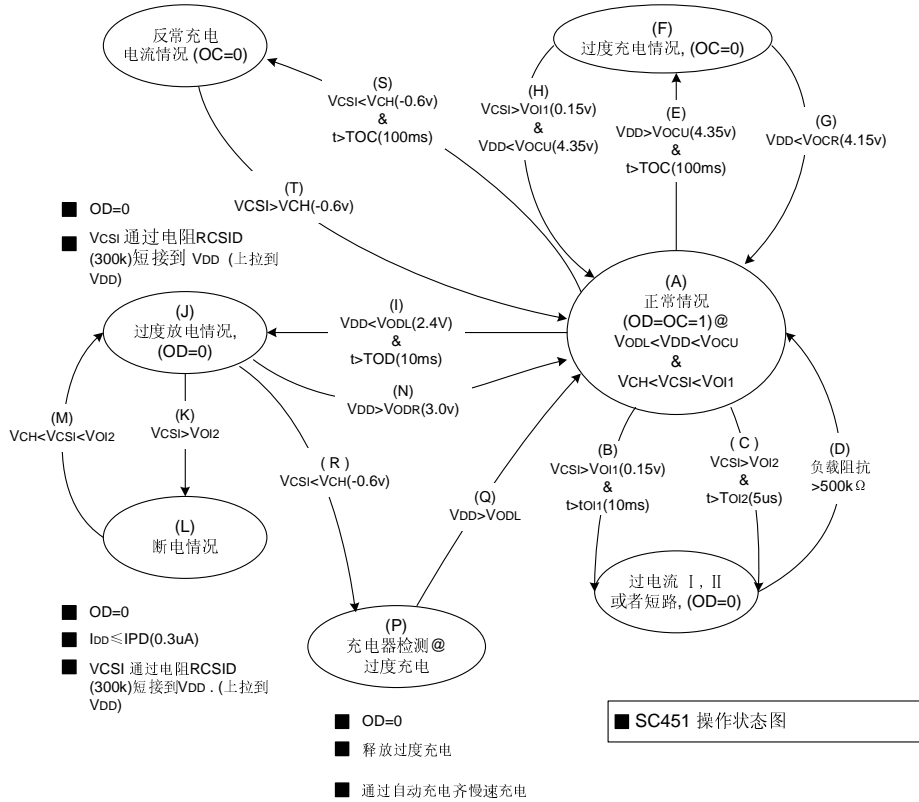 反常充电
电流情况 (OC=0)
(F)
过度充电情况, (OC=0)
(S)
VCSI<VCH(-0.6v)
&
t>TOC(100ms)
(H)
VCSI>VOI1(0.15v)
&
VDD<VOCU(4.35v)
(E)
VDD>VOCU(4.35v)
&
t>TOC(100ms)
(G)
VDD<VOCR(4.15v)
(T)
VCSI>VCH(-0.6v)
■ OD=0
■ VCSI 通过电阻RCSID
(300k)短接到 VDD (上拉到
VDD)
(A)
正常情况
(OD=OC=1)@
VODL<VDD<VOCU
&
VCH<VCSI<VOI1
(J)
过度放电情况,
(OD=0)
(I)
VDD<VODL(2.4V)
&
t>TOD(10ms)
(N)
VDD>VODR(3.0v)
(M)
VCH<VCSI<VOI2
(K)
VCSI>VOI2
(R)
VCSI<VCH(-0.6v)
(Q)
VDD>VODL
(B)
VCSI>VOI1(0.15v)
&
t>tOI1(10ms)
(C)
VCSI>VOI2
&
t>TOI2(5us)
(D)
负载阻抗
>500kΩ
(L)
断电情况
过电流 Ⅰ, Ⅱ
或者短路, (OD=0)
■ OD=0
■ IDD≤IPD(0.3uA)
■ VCSI 通过电阻RCSID
(300k)短接到VDD . (上拉到
VDD)
(P)
充电器检测@
过度充电
■ OD=0
■ 释放过度充电
■ 通过自动充电齐慢速充电
■ SC451 操作状态图